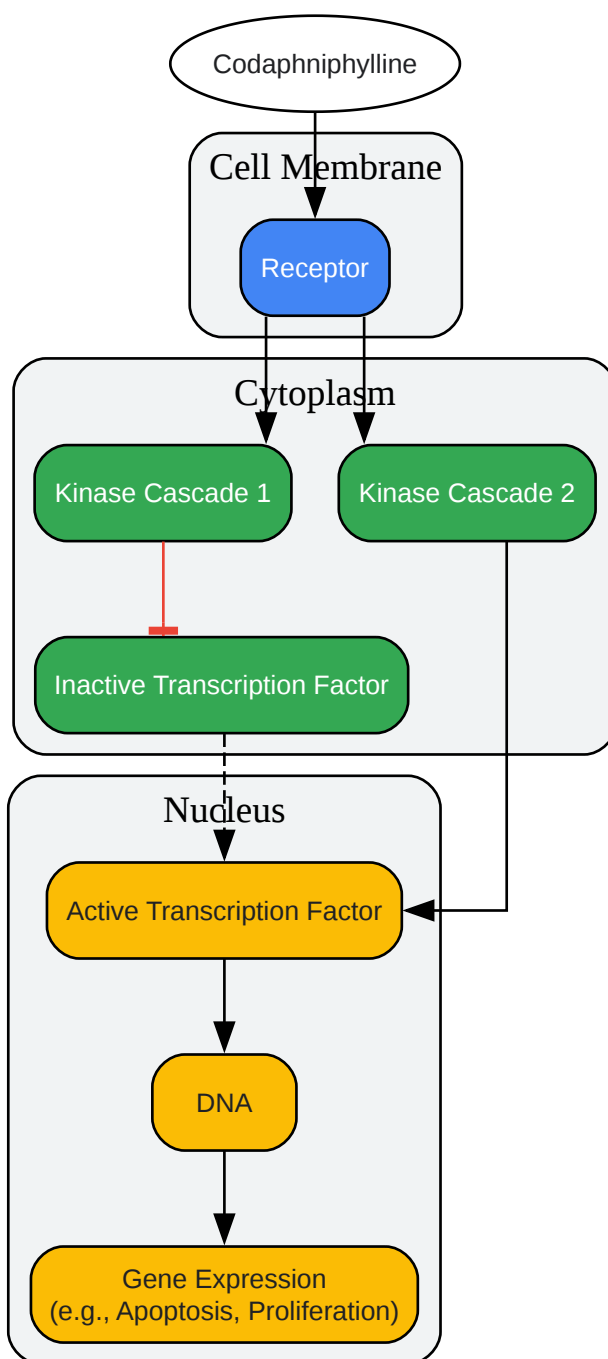 Codaphniphylline
Cell Membrane
Receptor
Cytoplasm
Kinase Cascade 1
Kinase Cascade 2
Inactive Transcription Factor
Nucleus
Active Transcription Factor
DNA
Gene Expression
(e.g., Apoptosis, Proliferation)